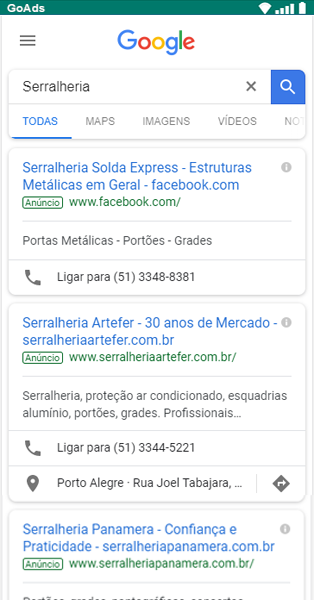 GoAds
Google
Serralheria
TODAS MAPS IMAGENS VÍDEOS NOT
Serralheria Solda Express - Estruturas
Metálicas em Geral - facebook.com
Anúncio www.facebook.com/
Portas Metálicas - Portões - Grades
Ligar para (51) 3348-8381
Serralheria Artefer - 30 anos de Mercado -
serralheriaartefer.com.br/
Anúncio www.serralheriaartefer.com.br/
Serralheria, proteção ar condicionado, esquadrias
alumínio, portões, grades. Profissionais...
Ligar para (51) 3344-5221
Porto Alegre · Rua Joel Tabajara, ...
Serralheria Panamera - Confiança e
Praticidade - serralheriapanamera.com.br
Anúncio www.serralheriapanamera.com.br/